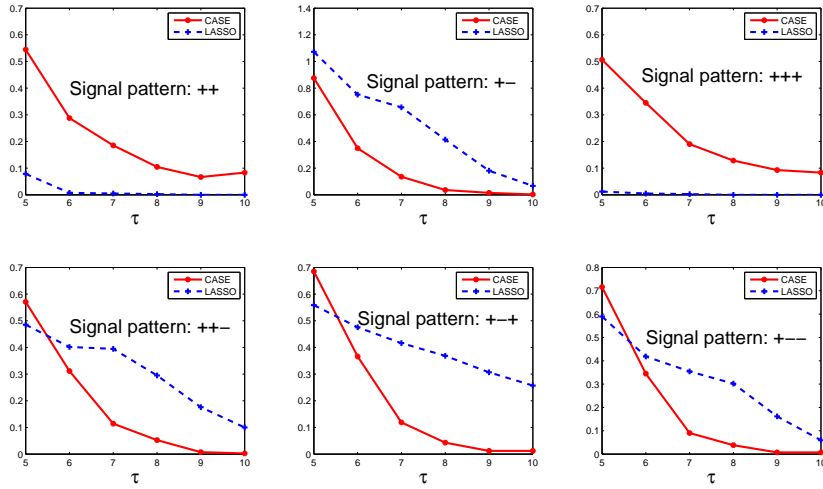 0.7
0.6
0.5
0.4
0.3
0.2
0.1
0
5 6 7 8 9 10
τ
Signal pattern: ++
CASE
LASSO
1.4
1.2
1
0.8
0.6
0.4
0.2
0
5 6 7 8 9 10
τ
Signal pattern: +−
CASE
LASSO
0.7
0.6
0.5
0.4
0.3
0.2
0.1
0
5 6 7 8 9 10
τ
Signal pattern: +++
CASE
LASSO
0.7
0.6
0.5
0.4
0.3
0.2
0.1
0
5 6 7 8 9 10
τ
Signal pattern: ++−
CASE
LASSO
0.7
0.6
0.5
0.4
0.3
0.2
0.1
0
5 6 7 8 9 10
τ
Signal pattern: +−+
CASE
LASSO
0.8
0.7
0.6
0.5
0.4
0.3
0.2
0.1
0
5 6 7 8 9 10
τ
Signal pattern: +−−
CASE
LASSO